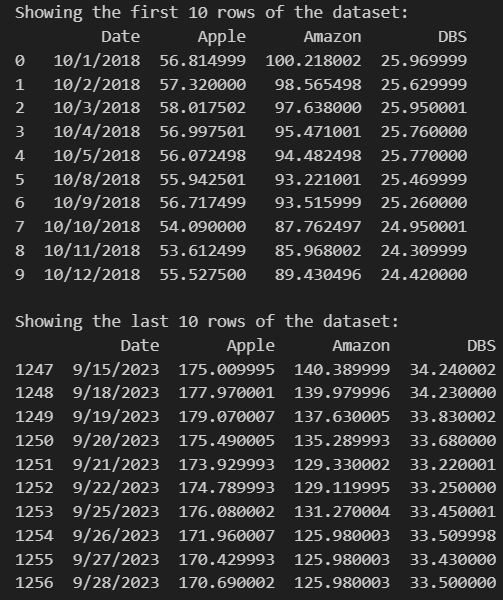 Showing the first 10 rows of the dataset:
Date Apple Amazon DBS
0 10/1/2018 56.814999 100.218002 25.969999
1 10/2/2018 57.320000 98.565498 25.629999
2 10/3/2018 58.017502 97.638000 25.950001
3 10/4/2018 56.997501 95.471001 25.760000
4 10/5/2018 56.072498 94.482498 25.770000
5 10/8/2018 55.942501 93.221001 25.469999
6 10/9/2018 56.717499 93.515999 25.260000
7 10/10/2018 54.090000 87.762497 24.950001
8 10/11/2018 53.612499 85.968002 24.309999
9 10/12/2018 55.527500 89.430496 24.420000
Showing the last 10 rows of the dataset:
Date Apple Amazon DBS
1247 9/15/2023 175.009995 140.389999 34.240002
1248 9/18/2023 177.970001 139.979996 34.230000
1249 9/19/2023 179.070007 137.630005 33.830002
1250 9/20/2023 175.490005 135.289993 33.680000
1251 9/21/2023 173.929993 129.330002 33.220001
1252 9/22/2023 174.789993 129.119995 33.250000
1253 9/25/2023 176.080002 131.270004 33.450001
1254 9/26/2023 171.960007 125.980003 33.509998
1255 9/27/2023 170.429993 125.980003 33.430000
1256 9/28/2023 170.690002 125.980003 33.500000